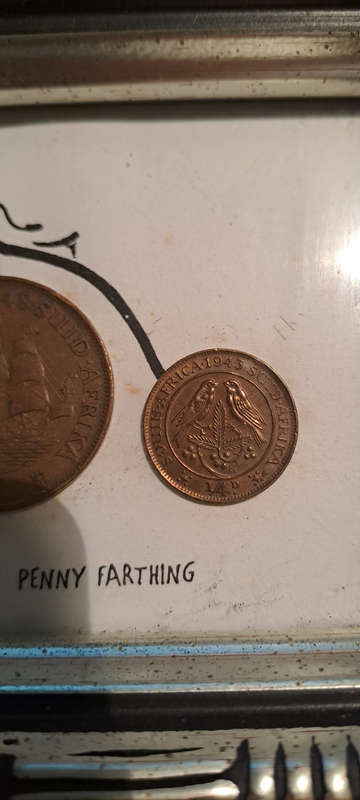 SUID-AFRIKA
SOUTH AFRICA·1943·SUID-AFRIKA
1/4 D
PENNY FARTHING